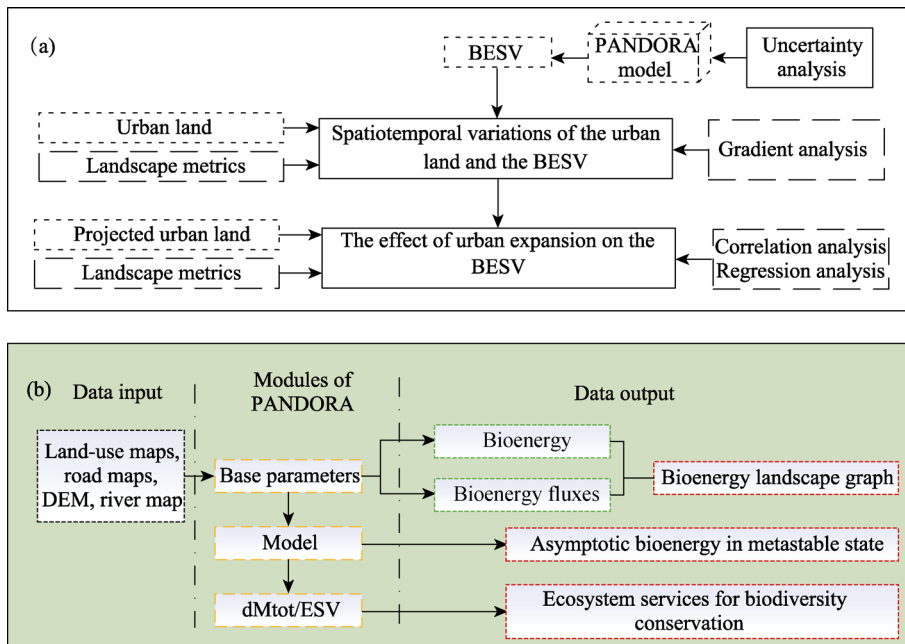 (a)
BESV
PANDORA
model
Uncertainty
analysis
Urban land
Landscape metrics
Spatiotemporal variations of the urban
land and the BESV
Gradient analysis
Projected urban land
Landscape metrics
The effect of urban expansion on the
BESV
Correlation analysis
Regression analysis
(b)
Data input
Modules of
PANDORA
Data output
Land-use maps,
road maps,
DEM, river map
Base parameters
Bioenergy
Bioenergy fluxes
Bioenergy landscape graph
Model
Asymptotic bioenergy in metastable state
dMtot/ESV
Ecosystem services for biodiversity
conservation